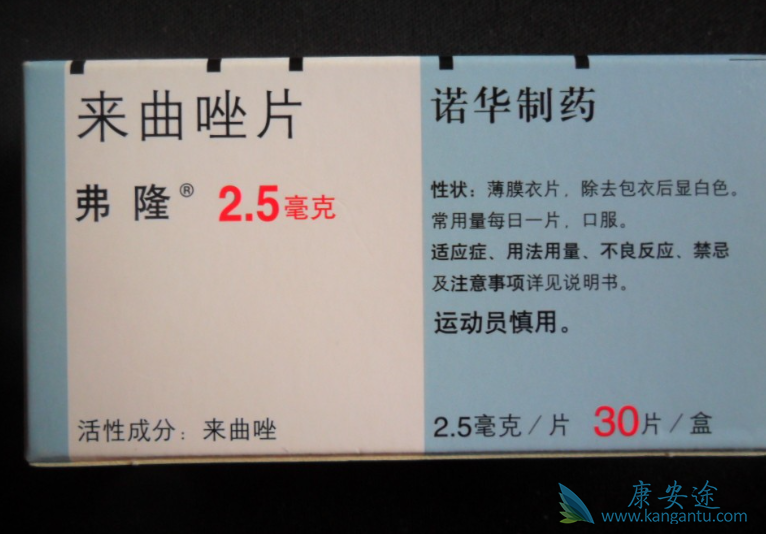 来曲唑片
弗隆® 2.5毫克
活性成分：来曲唑
诺华制药
性状：薄膜衣片，除去包衣后显白色。
常用量每日一片，口服。
适应症、用法用量、不良反应、禁忌
及注意事项详见说明书。
运动员慎用。
2.5毫克/片 30片/盒
康安途
www.kangantu.com